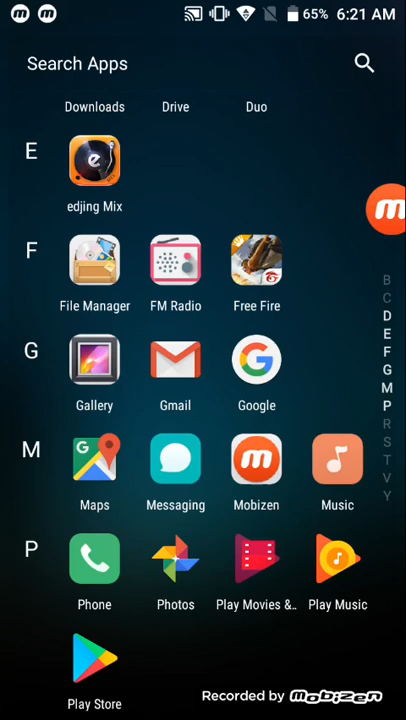 65% 6:21 AM
Search Apps
Downloads Drive Duo
E
edjing Mix
F
File Manager FM Radio Free Fire
G
Gallery Gmail Google
M
Maps Messaging Mobizen Music
P
Phone Photos Play Movies &.. Play Music
Play Store
B
C
D
E
F
G
M
P
R
S
T
V
Y
Recorded by Mobizen